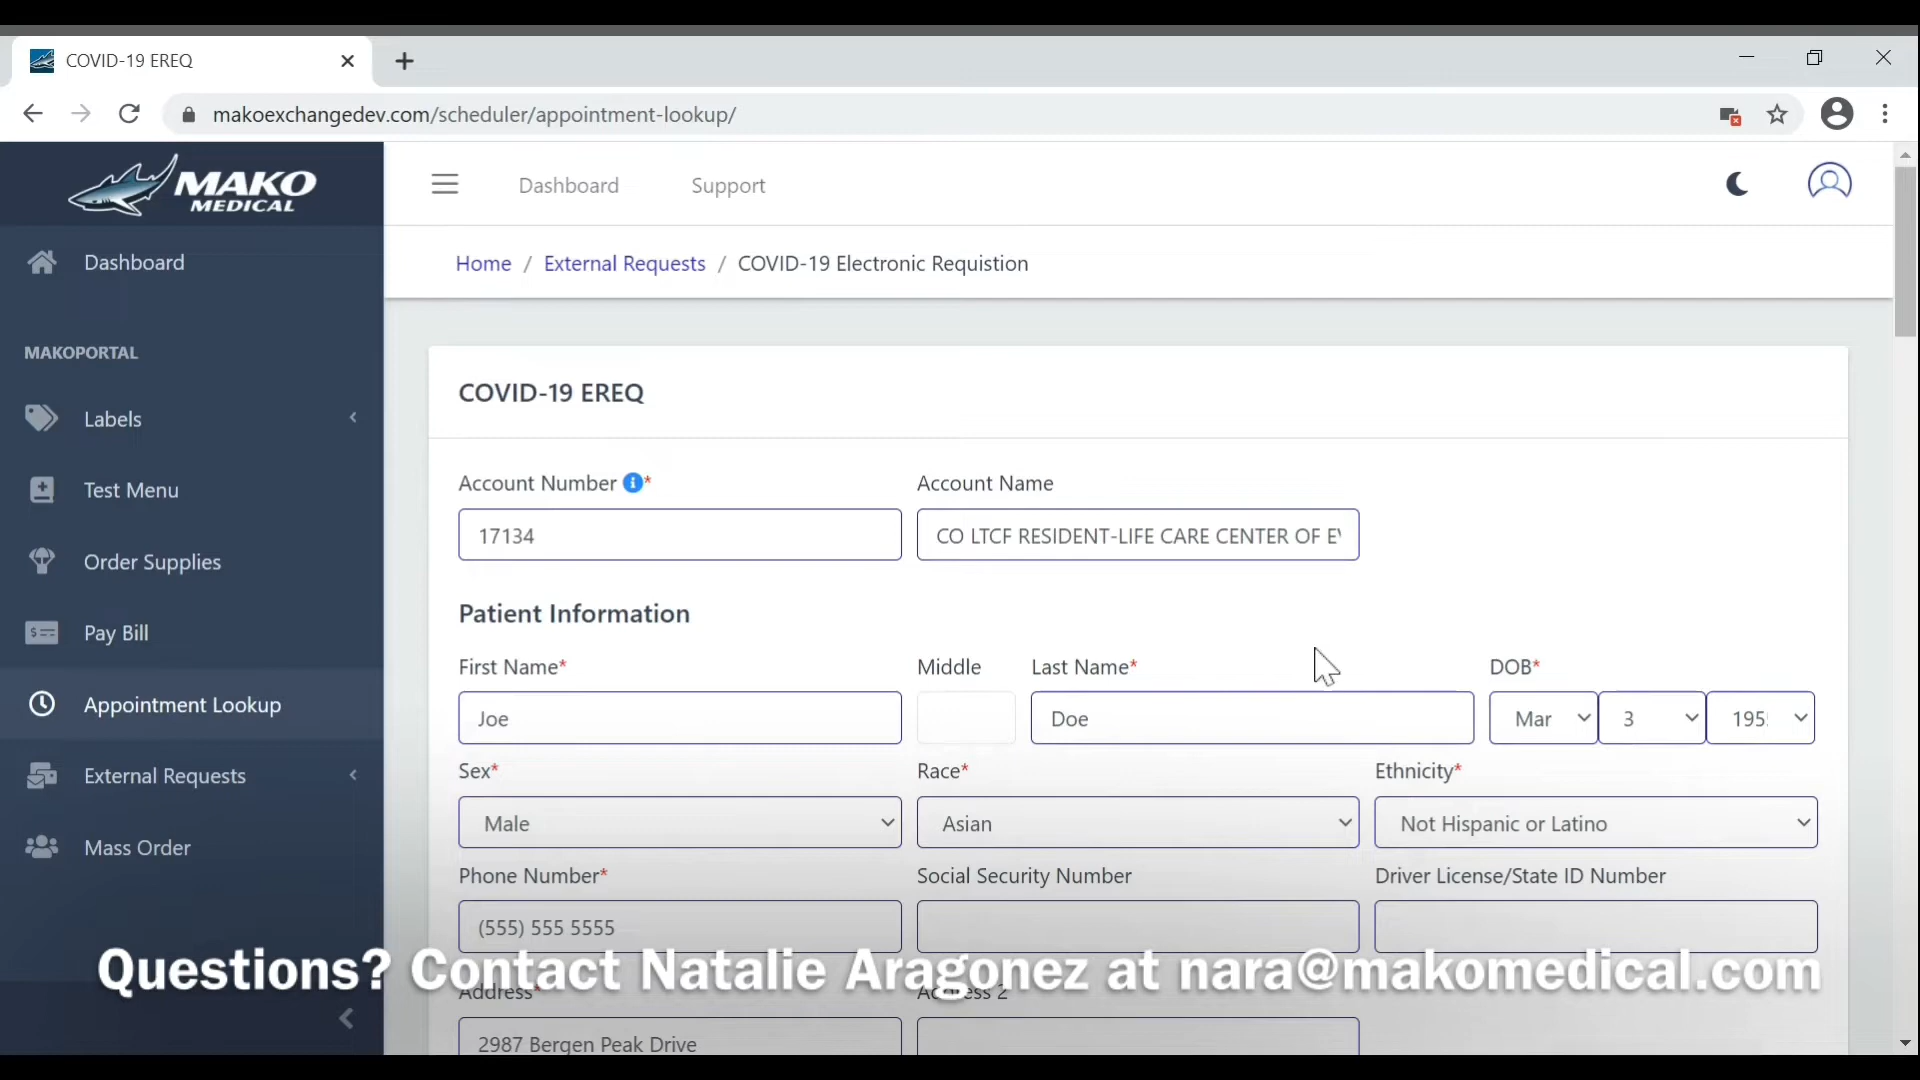 COVID-19 EREQ
makoexchangedev.com/scheduler/appointment-lookup/
MAKO
MEDICAL
Dashboard
Support
Dashboard
Home / External Requests / COVID-19 Electronic Requistion
MAKOPORTAL
Labels
Test Menu
Order Supplies
Pay Bill
Appointment Lookup
External Requests
Mass Order
COVID-19 EREQ
Account Number * Account Name
17134 CO LTCF RESIDENT-LIFE CARE CENTER OF
Patient Information
First Name* Middle Last Name* DOB*
Joe Doe Mar 3
Sex* Race* Ethnicity*
Male Asian Not Hispanic or Latino
Phone Number* Social Security Number Driver License/State ID Number
(555) 555 5555
Questions? Contact Natalie Aragonez at nara@makomedical.com
Address* Address 2
2987 Bergen Peak Drive